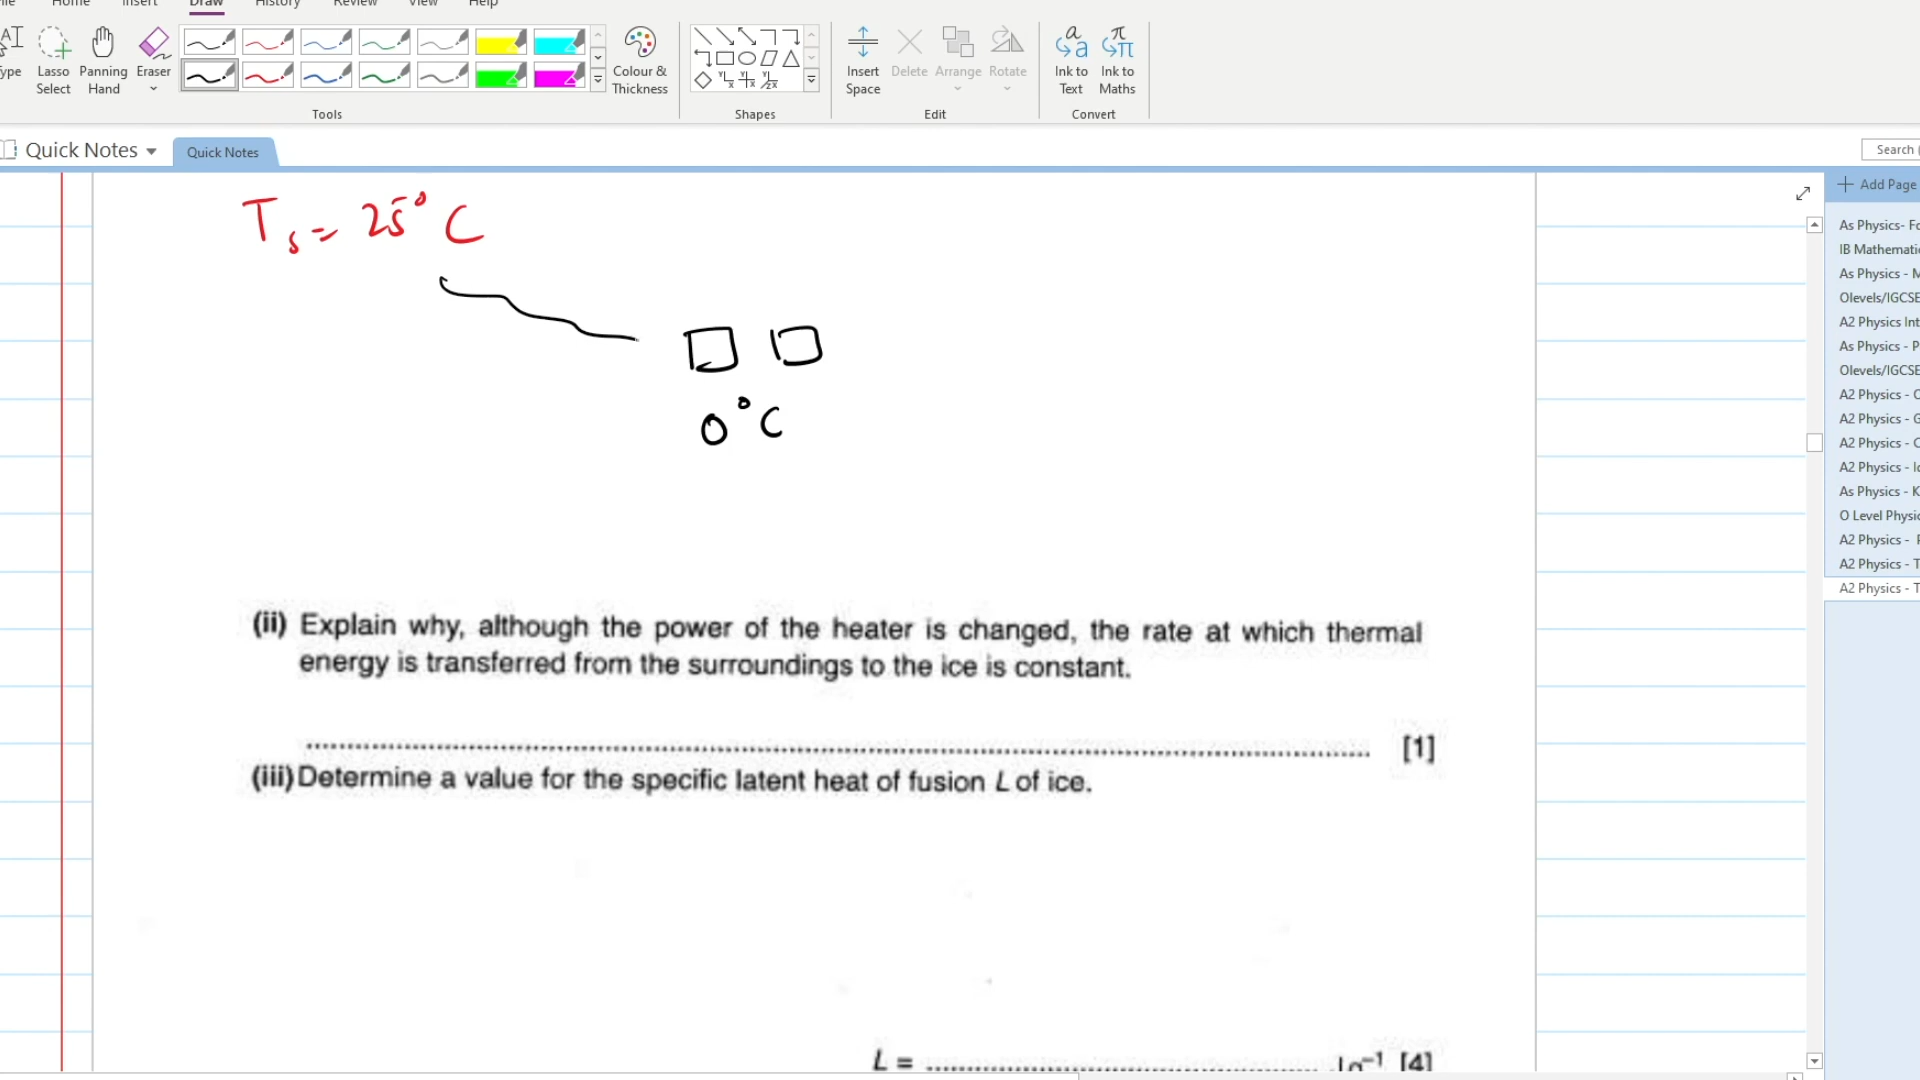 Home Insert Draw History Review View Help
Type
Lasso Select
Panning Hand
Eraser
Colour & Thickness
Insert Space
Delete
Arrange
Rotate
Ink to Text
Ink to Maths
Tools
Shapes
Edit
Convert
Quick Notes
Quick Notes
Search
Add Page
As Physics- Fo
IB Mathemati
As Physics - M
Olevels/IGCSE
A2 Physics Int
As Physics - P
Olevels/IGCSE
A2 Physics - C
A2 Physics - G
A2 Physics - C
A2 Physics - Ic
As Physics - K
O Level Physic
A2 Physics - P
A2 Physics - T
A2 Physics - T
Ts = 25°C
0°C
(ii) Explain why, although the power of the heater is changed, the rate at which thermal
energy is transferred from the surroundings to the ice is constant.
[1]
(iii) Determine a value for the specific latent heat of fusion L of ice.
L = J g⁻¹ [4]